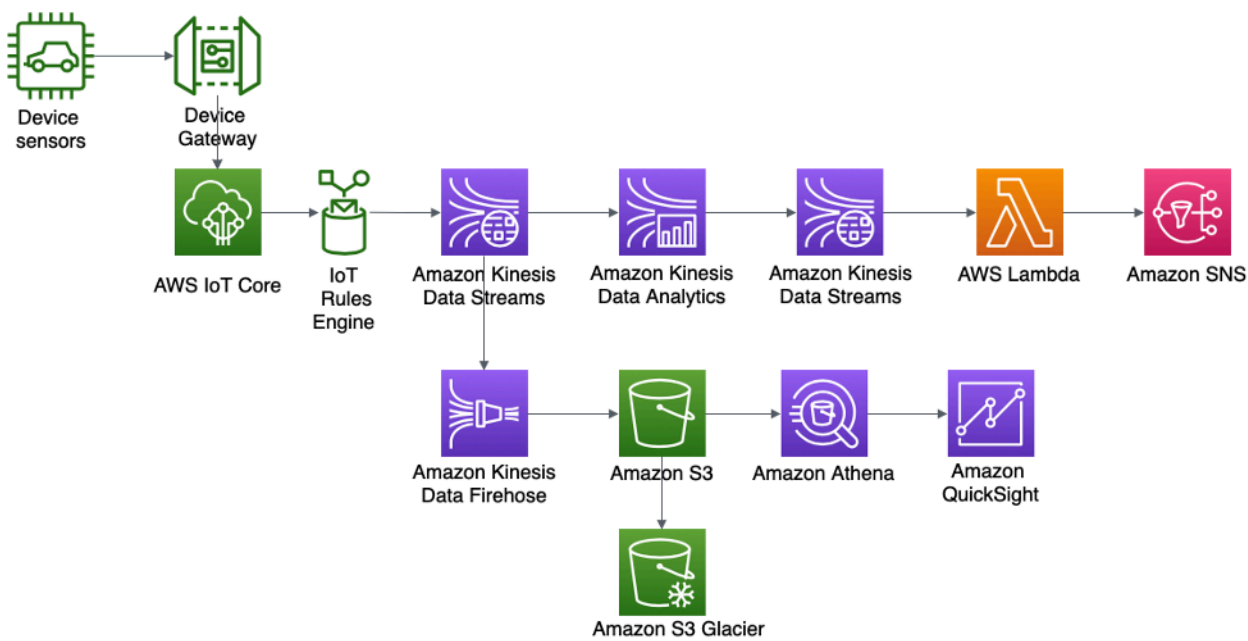 Device
sensors
Device
Gateway
AWS IoT Core
IoT
Rules
Engine
Amazon Kinesis
Data Streams
Amazon Kinesis
Data Analytics
Amazon Kinesis
Data Streams
AWS Lambda
Amazon SNS
Amazon Kinesis
Data Firehose
Amazon S3
Amazon Athena
Amazon
QuickSight
Amazon S3 Glacier